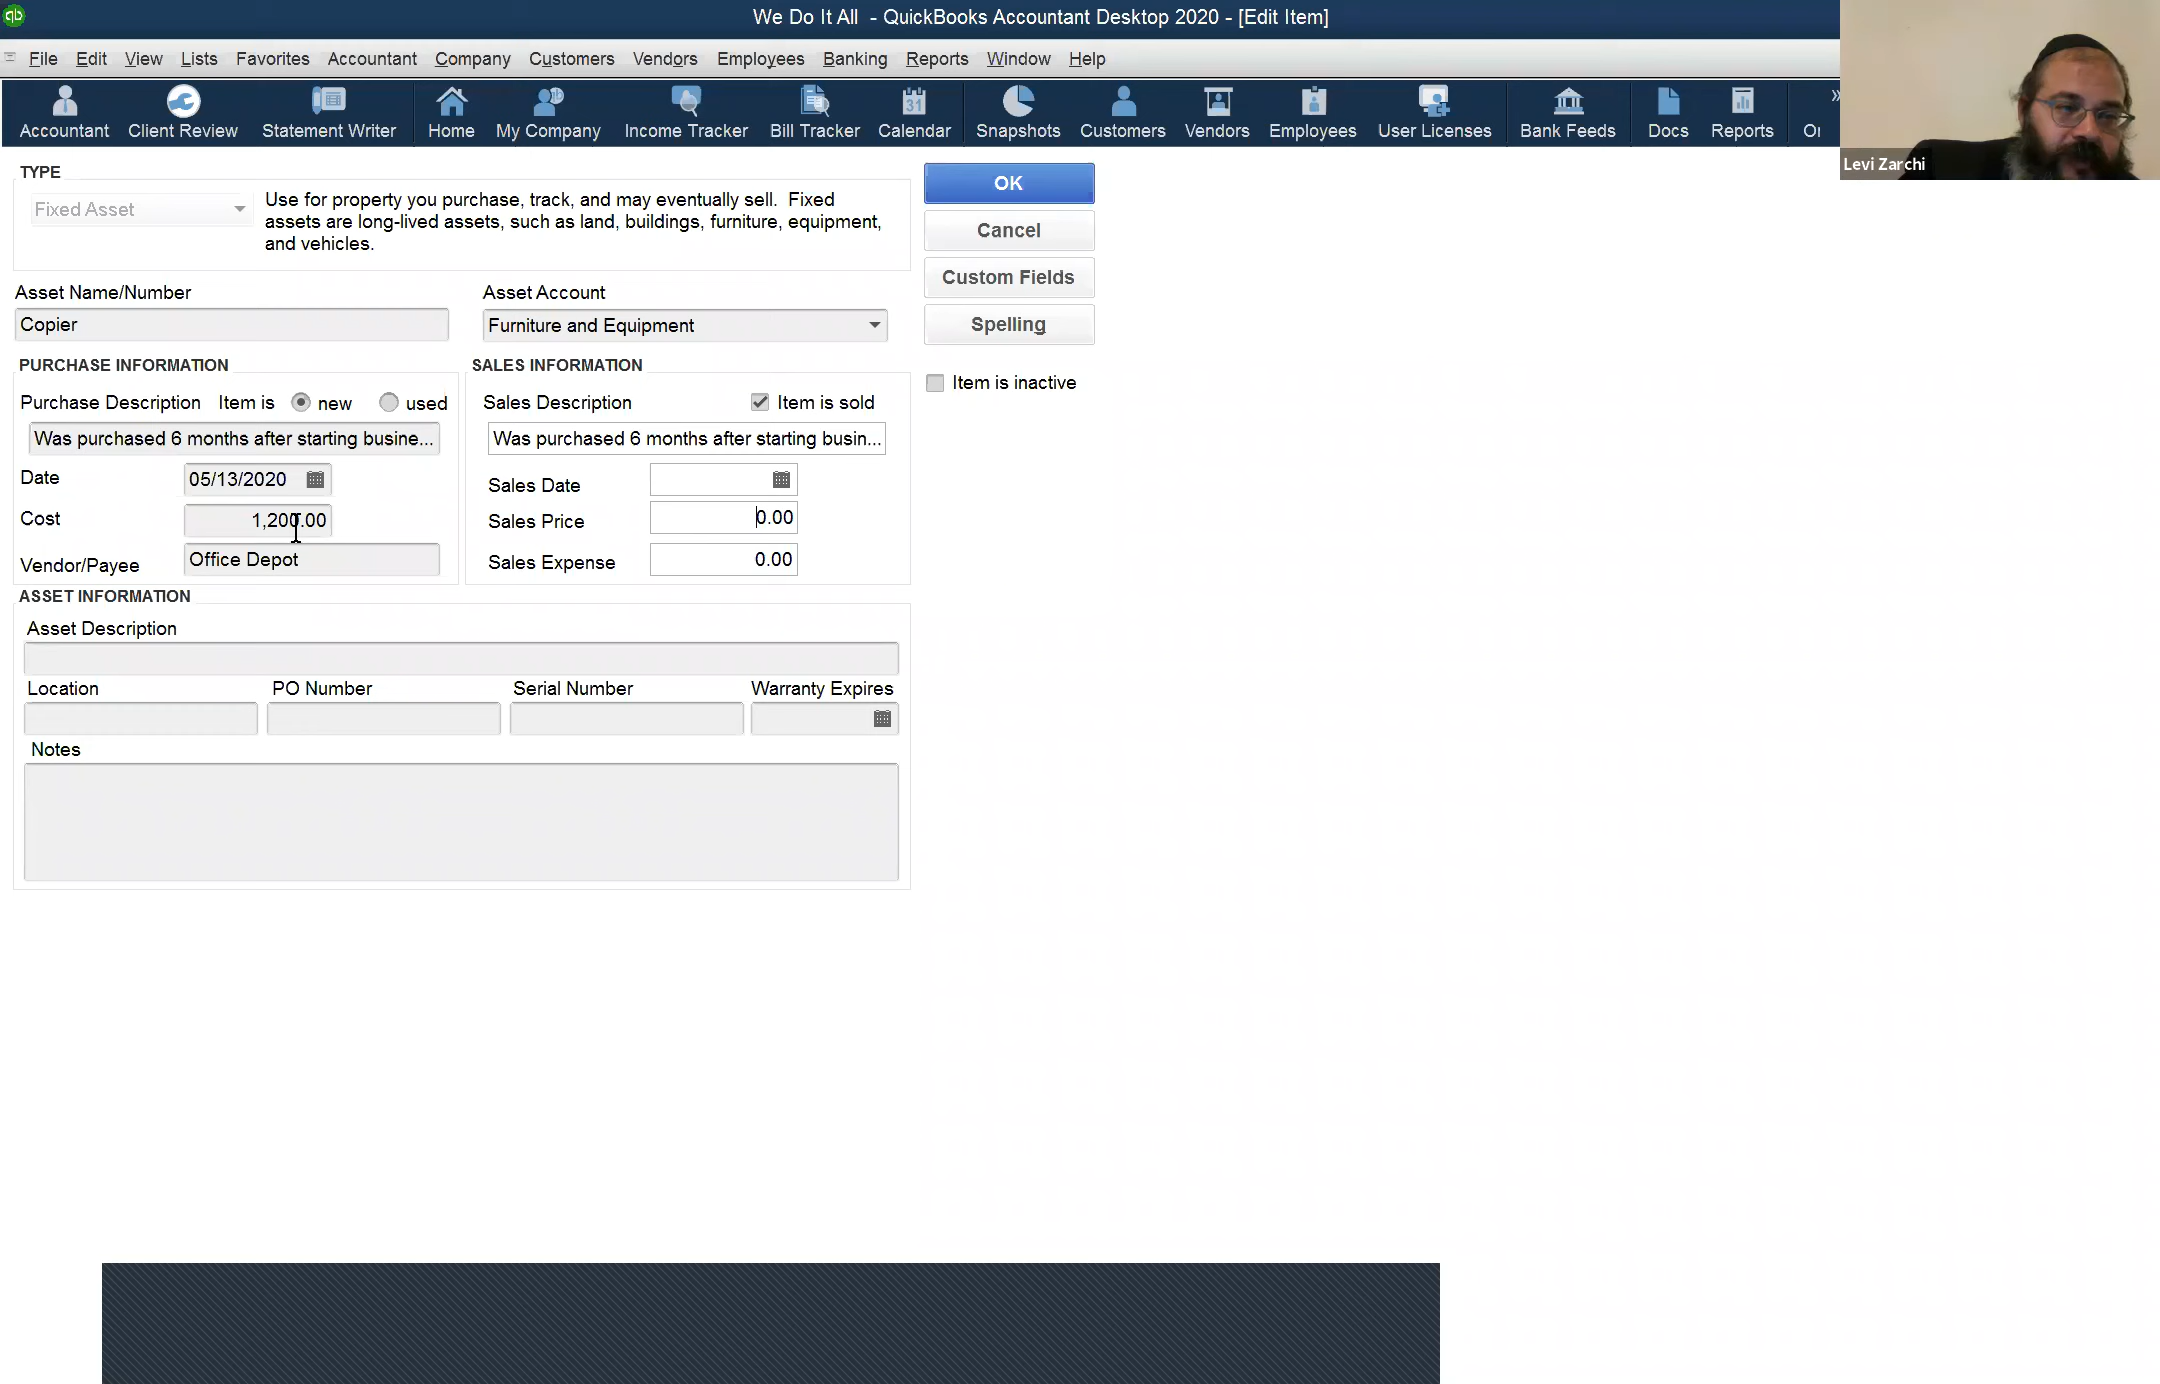 qb
We Do It All - QuickBooks Accountant Desktop 2020 - [Edit Item]
File Edit View Lists Favorites Accountant Company Customers Vendors Employees Banking Reports Window Help
31
Accountant Client Review Statement Writer Home My Company Income Tracker Bill Tracker Calendar Snapshots Customers Vendors Employees User Licenses Bank Feeds Docs Reports
Levi Zarchi
TYPE
Fixed Asset
Use for property you purchase, track, and may eventually sell. Fixed
assets are long-lived assets, such as land, buildings, furniture, equipment,
and vehicles.
OK
Cancel
Custom Fields
Spelling
Item is inactive
Asset Name/Number
Copier
Asset Account
Furniture and Equipment
PURCHASE INFORMATION
Purchase Description Item is new used
Was purchased 6 months after starting busine...
Date 05/13/2020
Cost 1,200.00
Vendor/Payee Office Depot
SALES INFORMATION
Sales Description Item is sold
Was purchased 6 months after starting busin...
Sales Date
Sales Price 0.00
Sales Expense 0.00
ASSET INFORMATION
Asset Description
Location PO Number Serial Number Warranty Expires
Notes